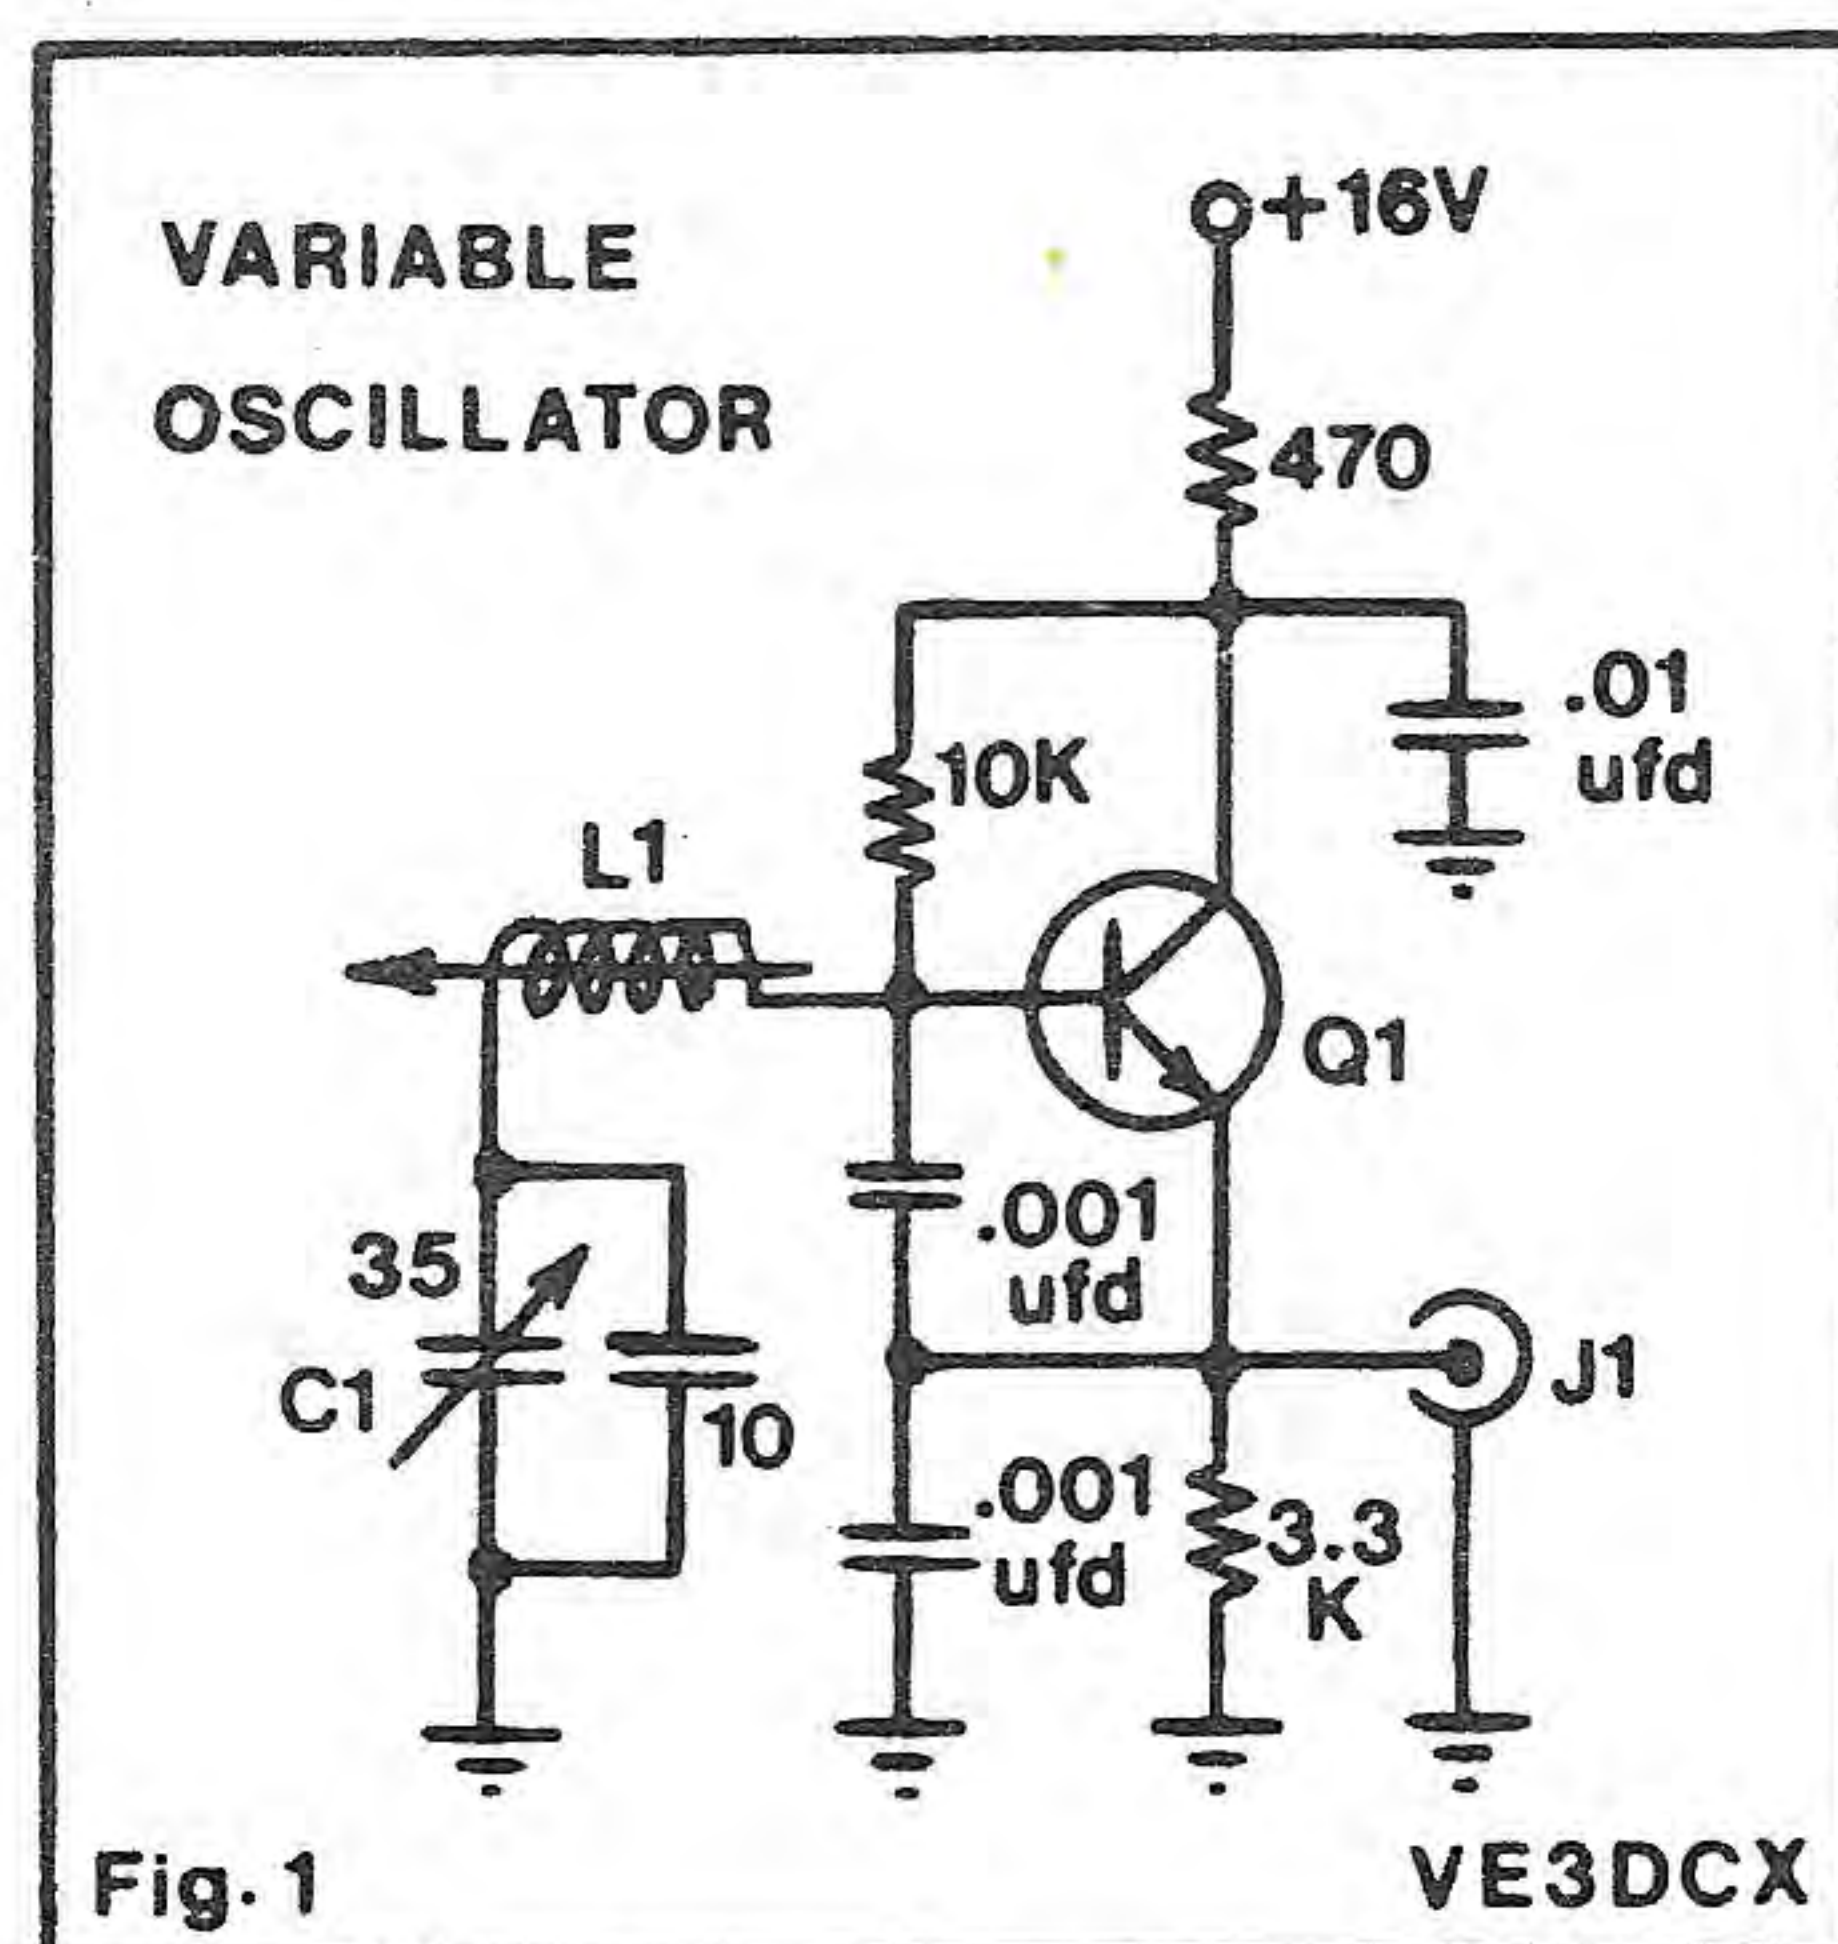 VARIABLE
OSCILLATOR
+16V
470
.01
ufd
10K
L1
Q1
.001
ufd
35
C1
10
J1
.001
ufd
3.3
K
Fig. 1
VE3DCX